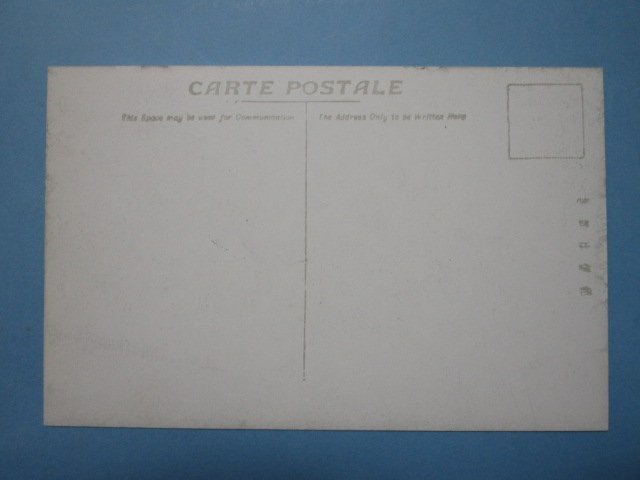 CARTE POSTALE
This Space may be used for Communication
The Address Only to be Written Here